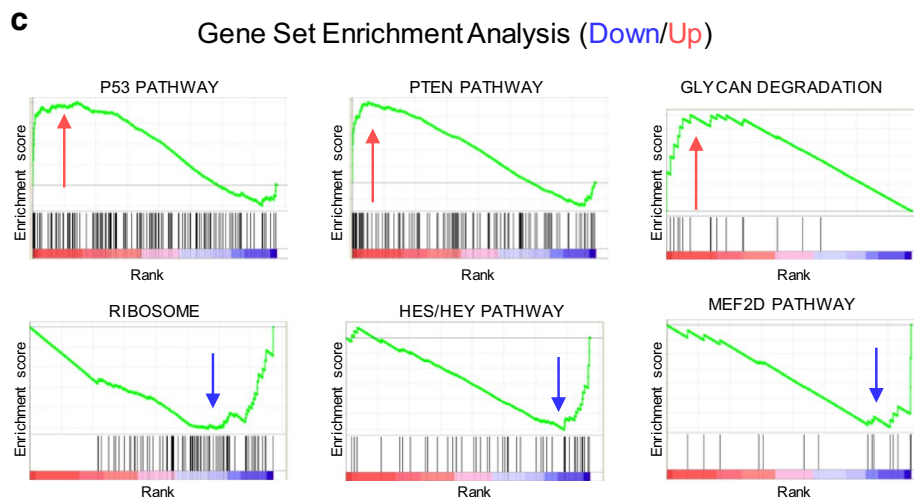 c
Gene Set Enrichment Analysis (Down/Up)
P53 PATHWAY
Enrichment score
Rank
PTEN PATHWAY
Enrichment score
Rank
GLYCAN DEGRADATION
Enrichment score
Rank
RIBOSOME
Enrichment score
Rank
HES/HEY PATHWAY
Enrichment score
Rank
MEF2D PATHWAY
Enrichment score
Rank